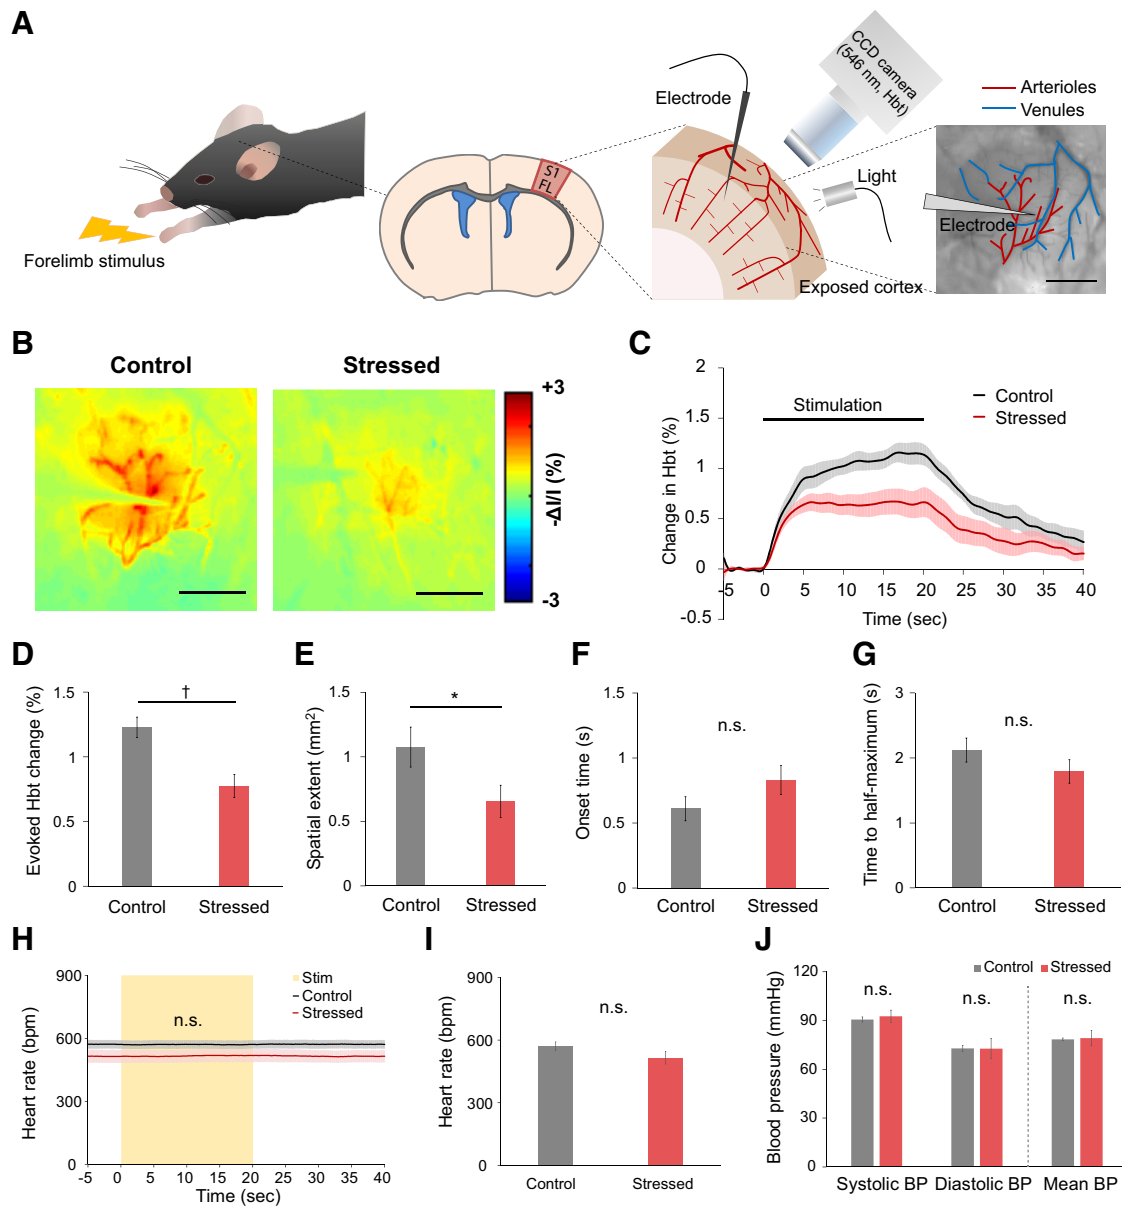 A
Forelimb stimulus
S1
FL
Electrode
CCD camera
(546 nm, Hbt)
Light
Exposed cortex
Arterioles
Venules
Electrode
B
Control
Stressed
+3
-ΔI/I (%)
-3
C
Change in Hbt (%)
2
1.5
1
0.5
0
-0.5
Stimulation
Control
Stressed
-5 0 5 10 15 20 25 30 35 40
Time (sec)
D
Evoked Hbt change (%)
1.5
1
0.5
0
†
Control Stressed
E
Spatial extent (mm²)
1.5
1
0.5
0
*
Control Stressed
F
Onset time (s)
1.5
1
0.5
0
n.s.
Control Stressed
G
Time to half-maximum (s)
3
2
1
0
n.s.
Control Stressed
H
Heart rate (bpm)
900
600
300
0
Stim
Control
Stressed
n.s.
-5 0 5 10 15 20 25 30 35 40
Time (sec)
I
Heart rate (bpm)
900
600
300
0
n.s.
Control Stressed
J
Blood pressure (mmHg)
120
90
60
30
0
Control Stressed
n.s. n.s. n.s.
Systolic BP Diastolic BP Mean BP